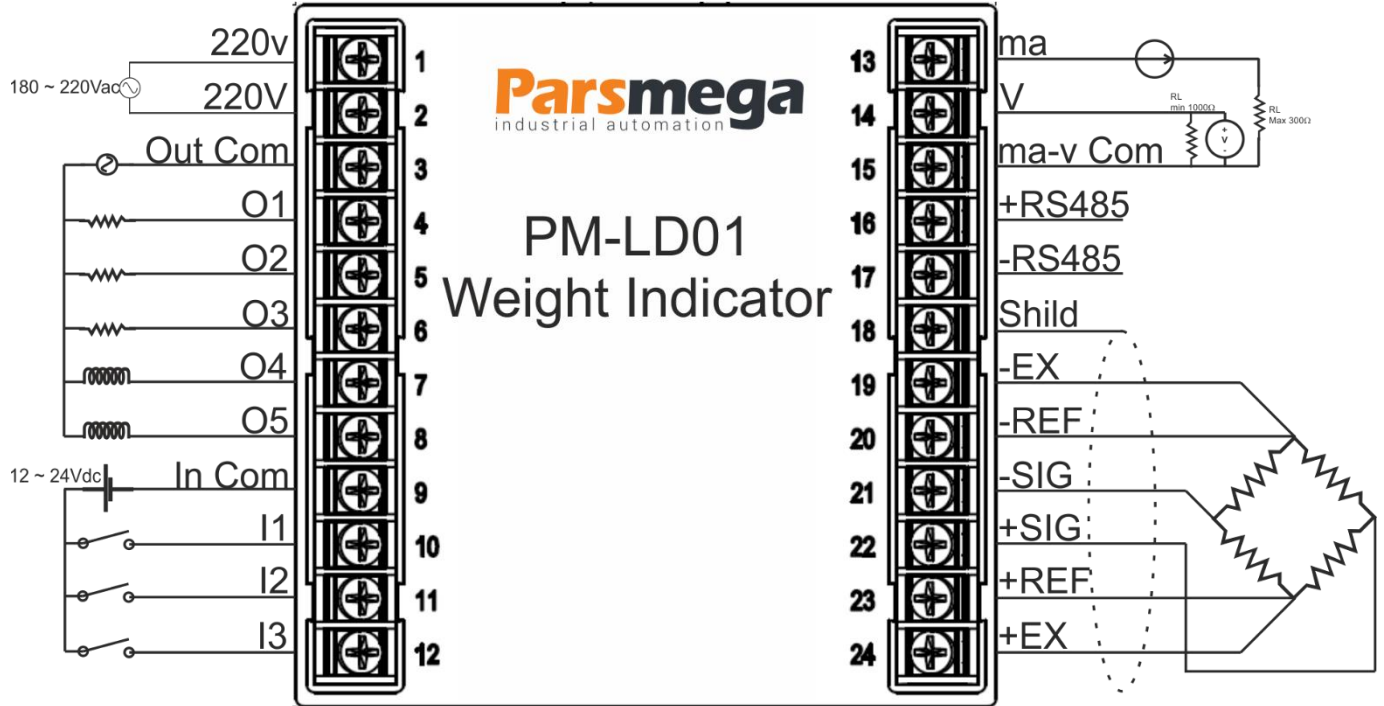 180 ~ 220Vac
220v
220V
Out Com
O1
O2
O3
O4
O5
12 ~ 24Vdc
In Com
I1
I2
I3
1
2
3
4
5
6
7
8
9
10
11
12
Parsmega
industrial automation
PM-LD01
Weight Indicator
13
14
15
16
17
18
19
20
21
22
23
24
ma
V
ma-v Com
+RS485
-RS485
Shild
-EX
-REF
-SIG
+SIG
+REF
+EX
RL
min 1000Ω
+
v
-
RL
Max 300Ω